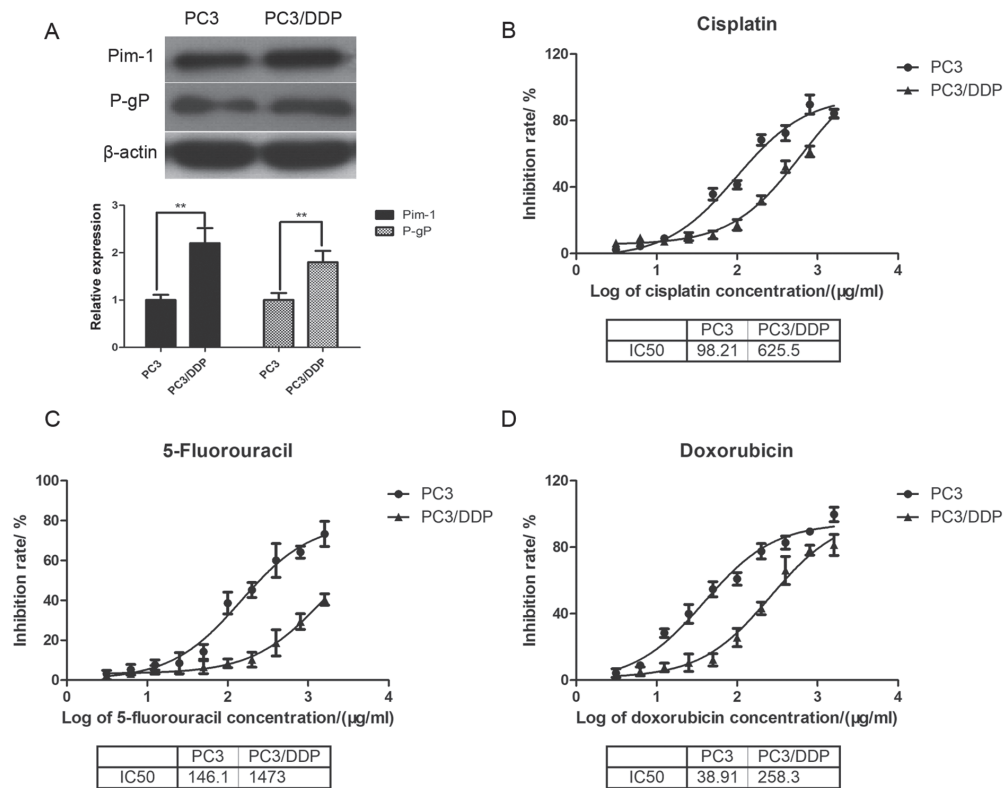 A
PC3 PC3/DDP
Pim-1
P-gP
β-actin
Relative expression
3
2
1
0
**
**
Pim-1
P-gP
PC3
PC3/DDP
PC3
PC3/DDP
B
Cisplatin
Inhibition rate/ %
120
80
40
0
PC3
PC3/DDP
0 1 2 3 4
Log of cisplatin concentration/(μg/ml)
PC3 PC3/DDP
IC50 98.21 625.5
C
5-Fluorouracil
Inhibition rate/ %
100
80
60
40
20
0
PC3
PC3/DDP
0 1 2 3 4
Log of 5-fluorouracil concentration/(μg/ml)
PC3 PC3/DDP
IC50 146.1 1473
D
Doxorubicin
Inhibition rate/ %
120
80
40
0
PC3
PC3/DDP
0 1 2 3 4
Log of doxorubicin concentration/(μg/ml)
PC3 PC3/DDP
IC50 38.91 258.3